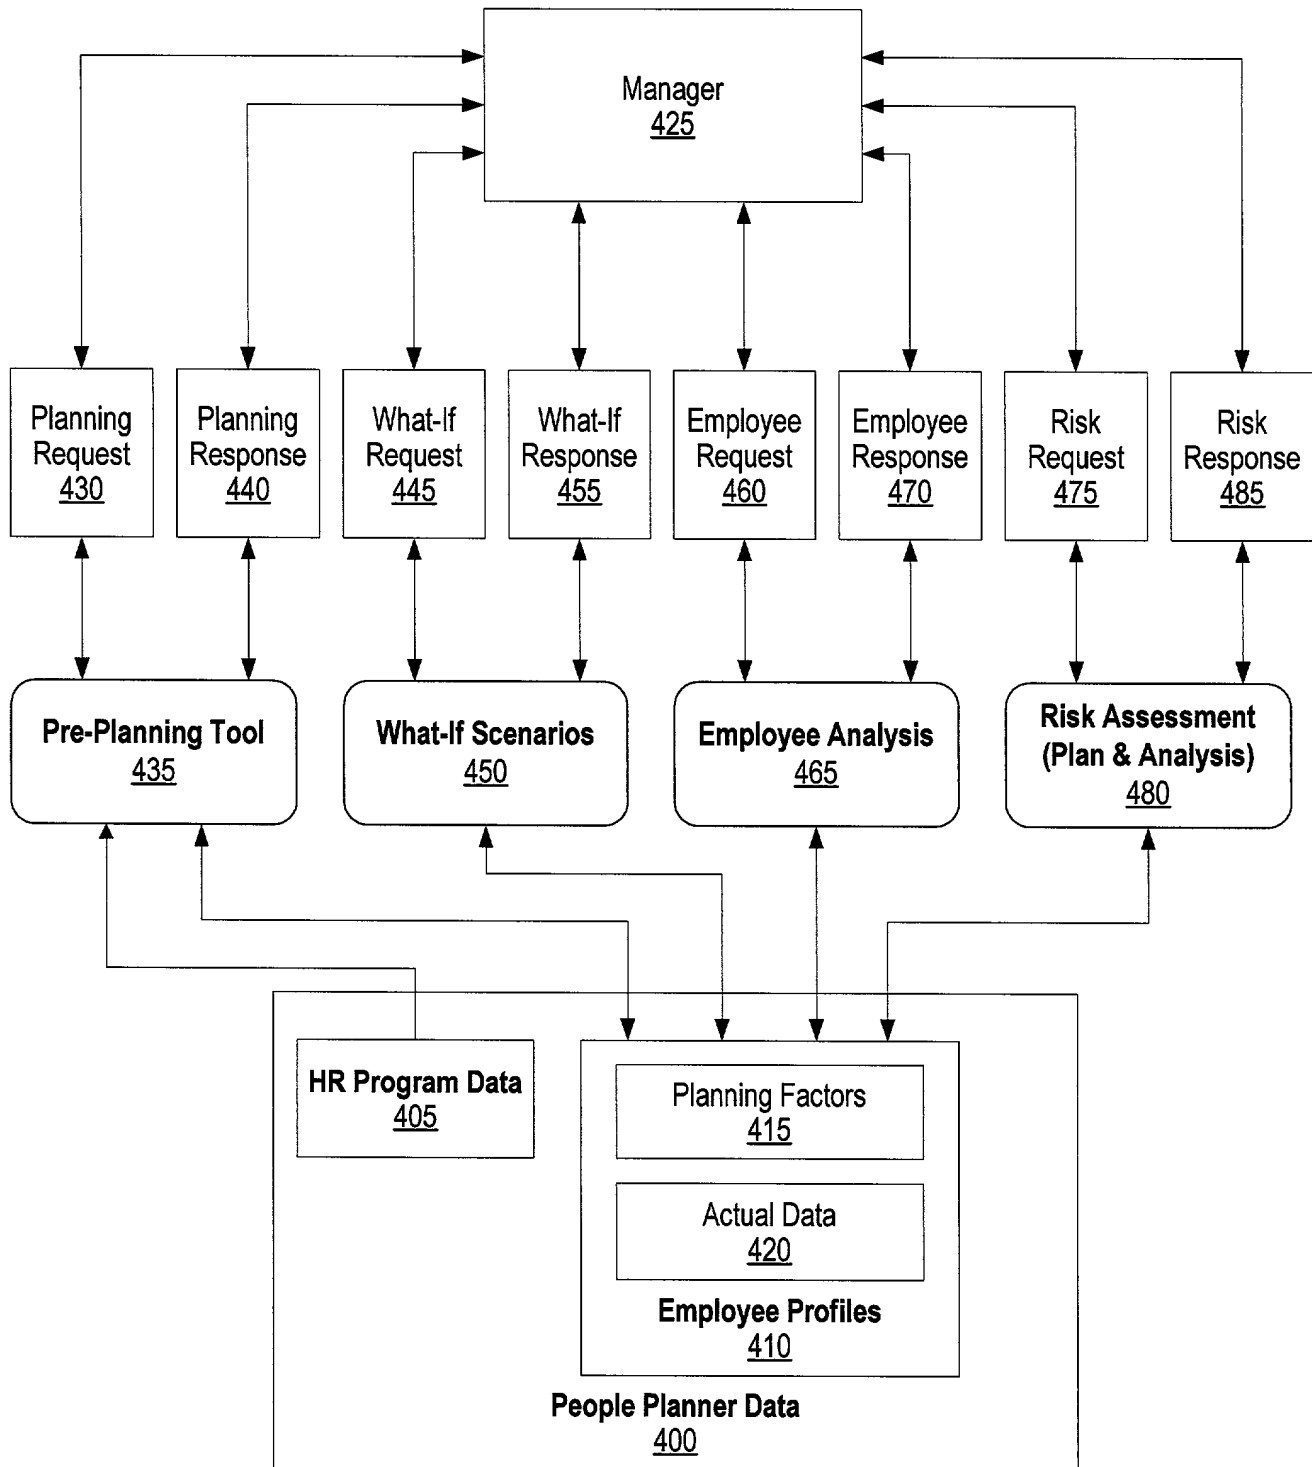 Manager
425
Planning
Request
430
Planning
Response
440
What-If
Request
445
What-If
Response
455
Employee
Request
460
Employee
Response
470
Risk
Request
475
Risk
Response
485
Pre-Planning Tool
435
What-If Scenarios
450
Employee Analysis
465
Risk Assessment
(Plan & Analysis)
480
HR Program Data
405
Planning Factors
415
Actual Data
420
Employee Profiles
410
People Planner Data
400